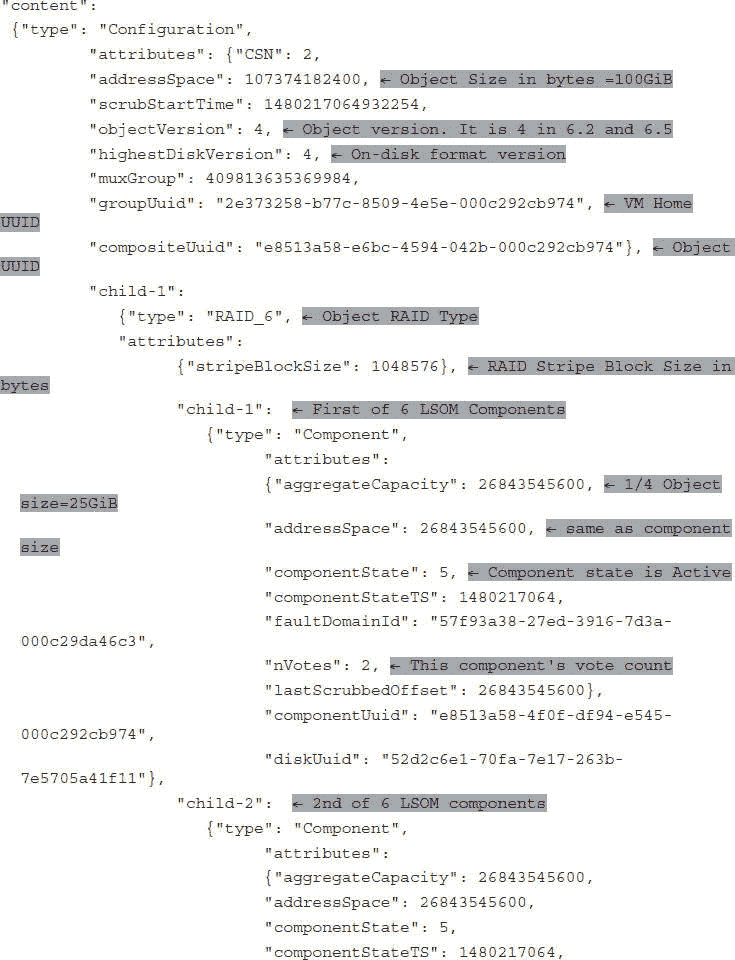 "content":
{"type": "Configuration",
"attributes": {"CSN": 2,
"addressSpace": 107374182400, ← Object Size in bytes =100GiB
"scrubStartTime": 1480217064932254,
"objectVersion": 4, ← Object version. It is 4 in 6.2 and 6.5
"highestDiskVersion": 4, ← On-disk format version
"muxGroup": 409813635369984,
"groupUuid": "2e373258-b77c-8509-4e5e-000c292cb974", ← VM Home
UUID
"compositeUuid": "e8513a58-e6bc-4594-042b-000c292cb974"}, ← Object
UUID
"child-1":
{"type": "RAID_6", ← Object RAID Type
"attributes":
{"stripeBlockSize": 1048576}, ← RAID Stripe Block Size in
bytes
"child-1": ← First of 6 LSOM Components
{"type": "Component",
"attributes":
{"aggregateCapacity": 26843545600, ← 1/4 Object
size=25GiB
"addressSpace": 26843545600, ← same as component
size
"componentState": 5, ← Component state is Active
"componentStateTS": 1480217064,
"faultDomainId": "57f93a38-27ed-3916-7d3a-
000c29da46c3",
"nVotes": 2, ← This component's vote count
"lastScrubbedOffset": 26843545600},
"componentUuid": "e8513a58-4f0f-df94-e545-
000c292cb974",
"diskUuid": "52d2c6e1-70fa-7e17-263b-
7e5705a41f11"},
"child-2": ← 2nd of 6 LSOM components
{"type": "Component",
"attributes":
{"aggregateCapacity": 26843545600,
"addressSpace": 26843545600,
"componentState": 5,
"componentStateTS": 1480217064,